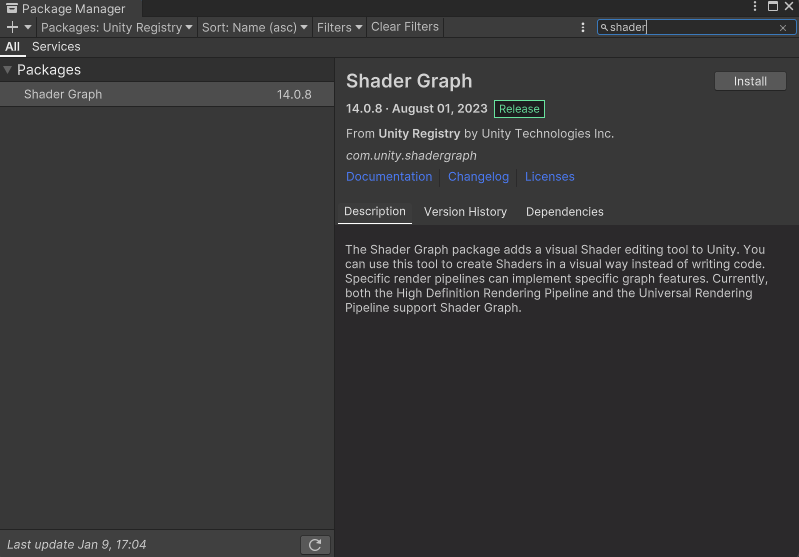 Package Manager
Packages: Unity Registry Sort: Name (asc) Filters Clear Filters shader
All Services
Packages
Shader Graph 14.0.8
Shader Graph
Install
14.0.8 · August 01, 2023 Release
From Unity Registry by Unity Technologies Inc.
com.unity.shadergraph
Documentation Changelog Licenses
Description Version History Dependencies
The Shader Graph package adds a visual Shader editing tool to Unity. You
can use this tool to create Shaders in a visual way instead of writing code.
Specific render pipelines can implement specific graph features. Currently,
both the High Definition Rendering Pipeline and the Universal Rendering
Pipeline support Shader Graph.
Last update Jan 9, 17:04